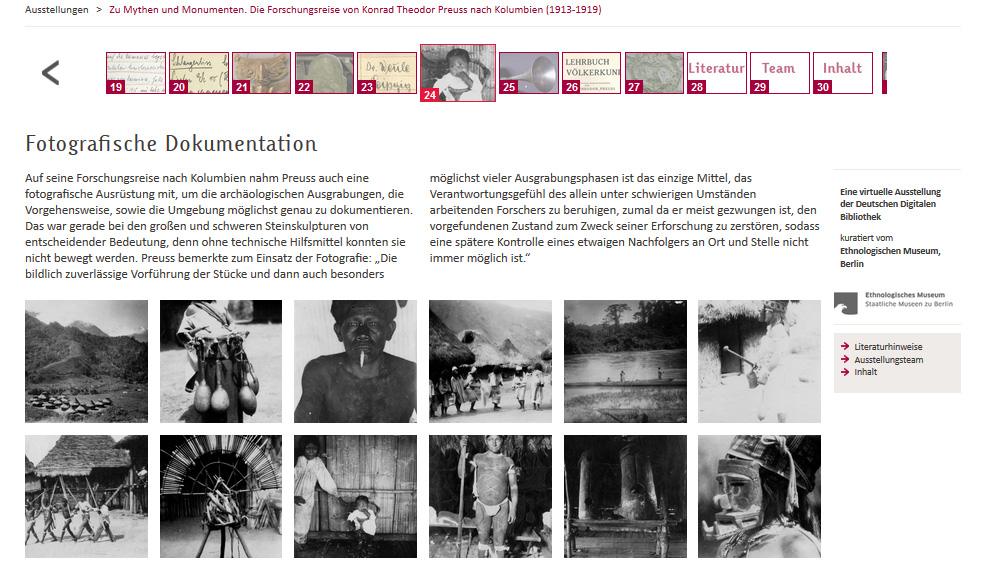 Ausstellungen > Zu Mythen und Monumenten. Die Forschungsreise von Konrad Theodor Preuss nach Kolumbien (1913-1919)
19
20
21
22
Dr. Weule
23
24
25
LEHRBUCH
VÖLKERKUN
26
27
Literatur
28
Team
29
Inhalt
30
Fotografische Dokumentation
Auf seine Forschungsreise nach Kolumbien nahm Preuss auch eine
fotografische Ausrüstung mit, um die archäologischen Ausgrabungen, die
Vorgehensweise, sowie die Umgebung möglichst genau zu dokumentieren.
Das war gerade bei den großen und schweren Steinskulpturen von
entscheidender Bedeutung, denn ohne technische Hilfsmittel konnten sie
nicht bewegt werden. Preuss bemerkte zum Einsatz der Fotografie: „Die
bildlich zuverlässige Vorführung der Stücke und dann auch besonders
möglichst vieler Ausgrabungsphasen ist das einzige Mittel, das
Verantwortungsgefühl des allein unter schwierigen Umständen
arbeitenden Forschers zu beruhigen, zumal da er meist gezwungen ist, den
vorgefundenen Zustand zum Zweck seiner Erforschung zu zerstören, sodass
eine spätere Kontrolle eines etwaigen Nachfolgers an Ort und Stelle nicht
immer möglich ist.“
Eine virtuelle Ausstellung
der Deutschen Digitalen
Bibliothek
kuratiert vom
Ethnologischen Museum,
Berlin
Ethnologisches Museum
Staatliche Museen zu Berlin
Literaturhinweise
Ausstellungsteam
Inhalt